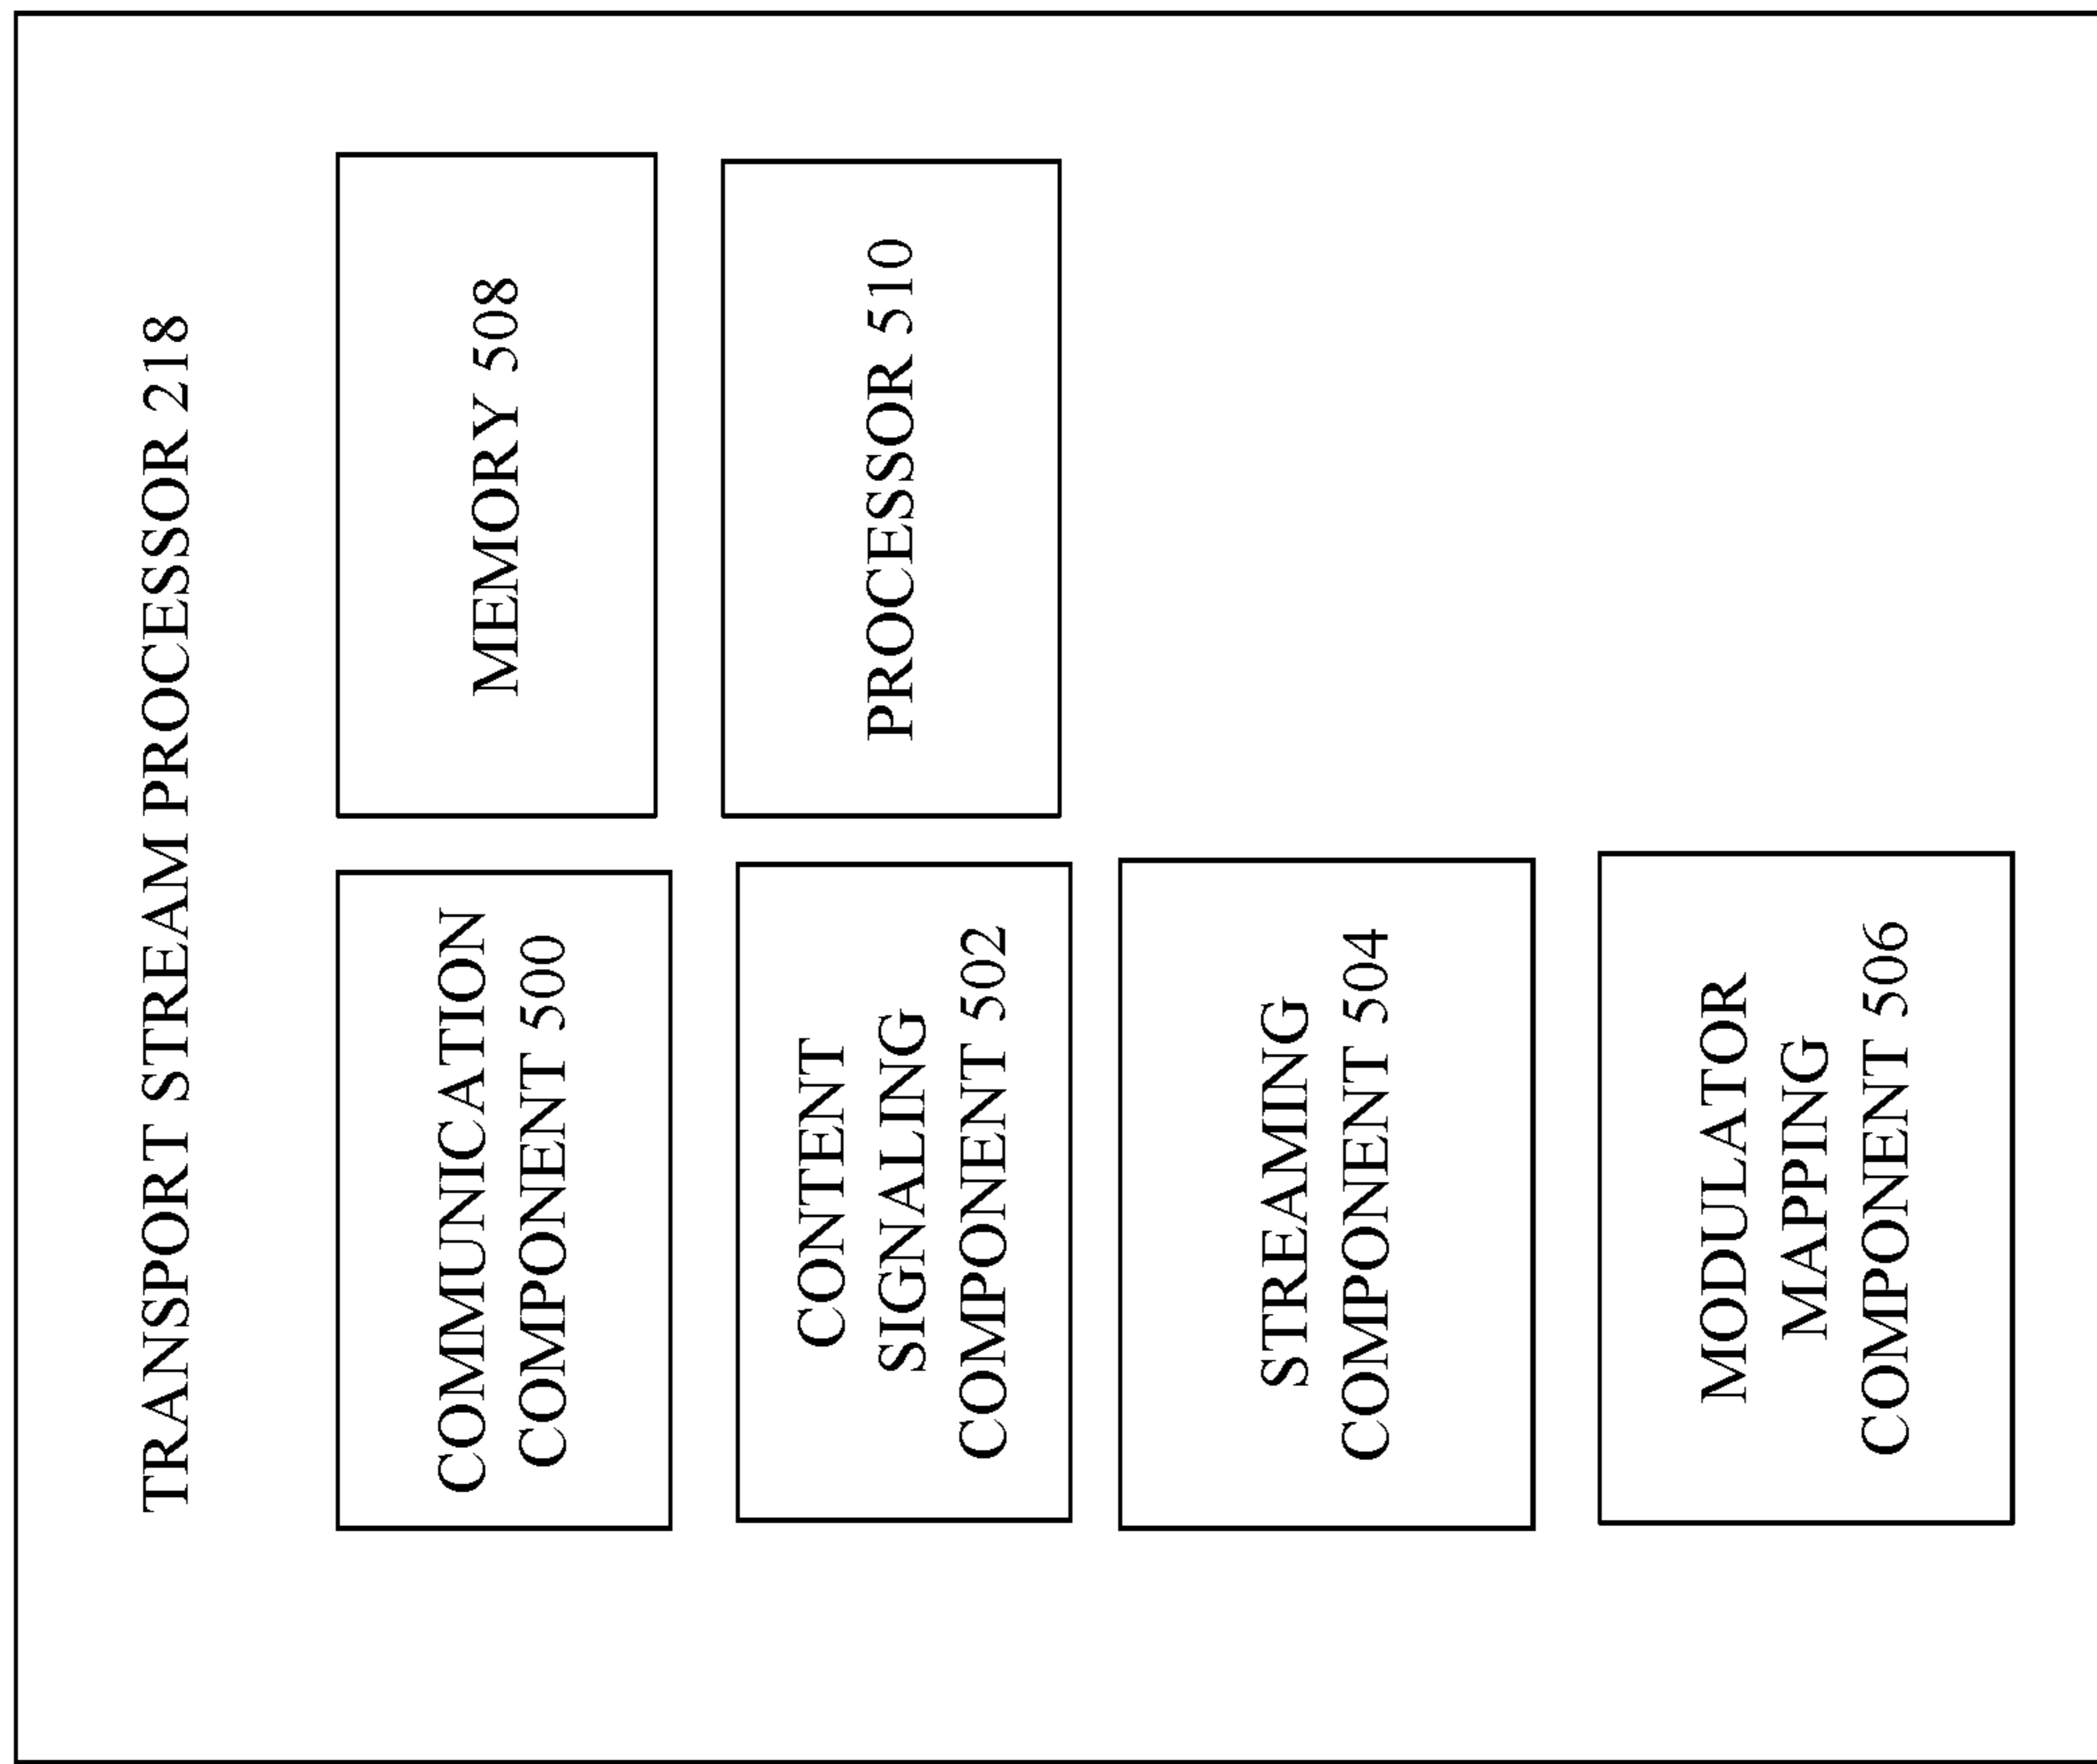 TRANSPORT STREAM PROCESSOR 218
COMMUNICATION
COMPONENT 500
MEMORY 508
CONTENT
SIGNALING
COMPONENT 502
PROCESSOR 510
STREAMING
COMPONENT 504
MODULATOR
MAPPING
COMPONENT 506